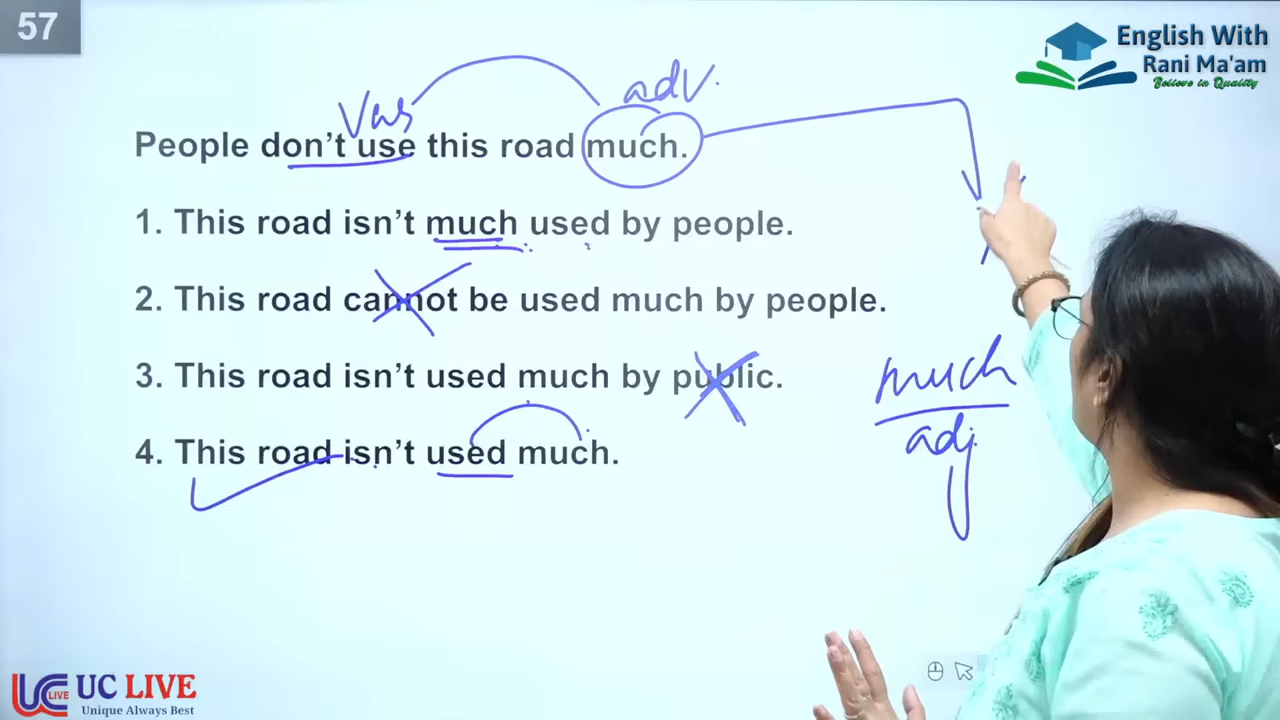 57
English With
Rani Ma'am
Believe in Quality
adv.
People don't use this road much.
1. This road isn't much used by people.
2. This road cannot be used much by people.
3. This road isn't used much by public.
much
adj
4. This road isn't used much.
UC LIVE
Unique Always Best